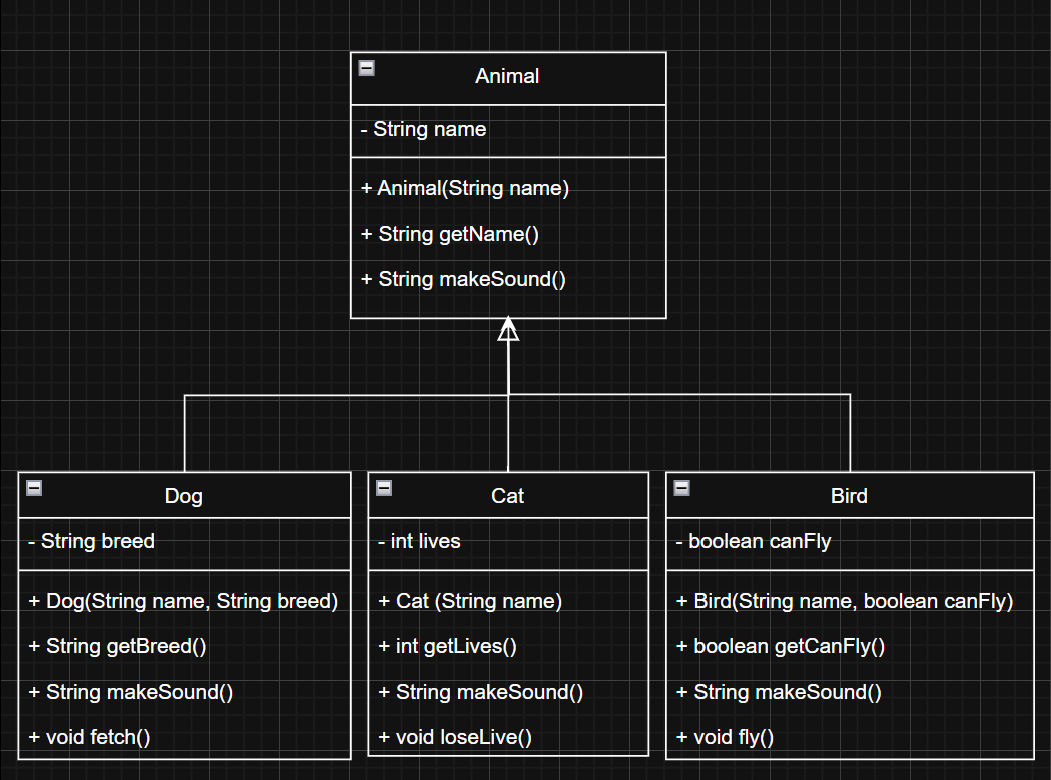 Animal
- String name
+ Animal(String name)
+ String getName()
+ String makeSound()
Dog
- String breed
+ Dog(String name, String breed)
+ String getBreed()
+ String makeSound()
+ void fetch()
Cat
- int lives
+ Cat (String name)
+ int getLives()
+ String makeSound()
+ void loseLive()
Bird
- boolean canFly
+ Bird(String name, boolean canFly)
+ boolean getCanFly()
+ String makeSound()
+ void fly()